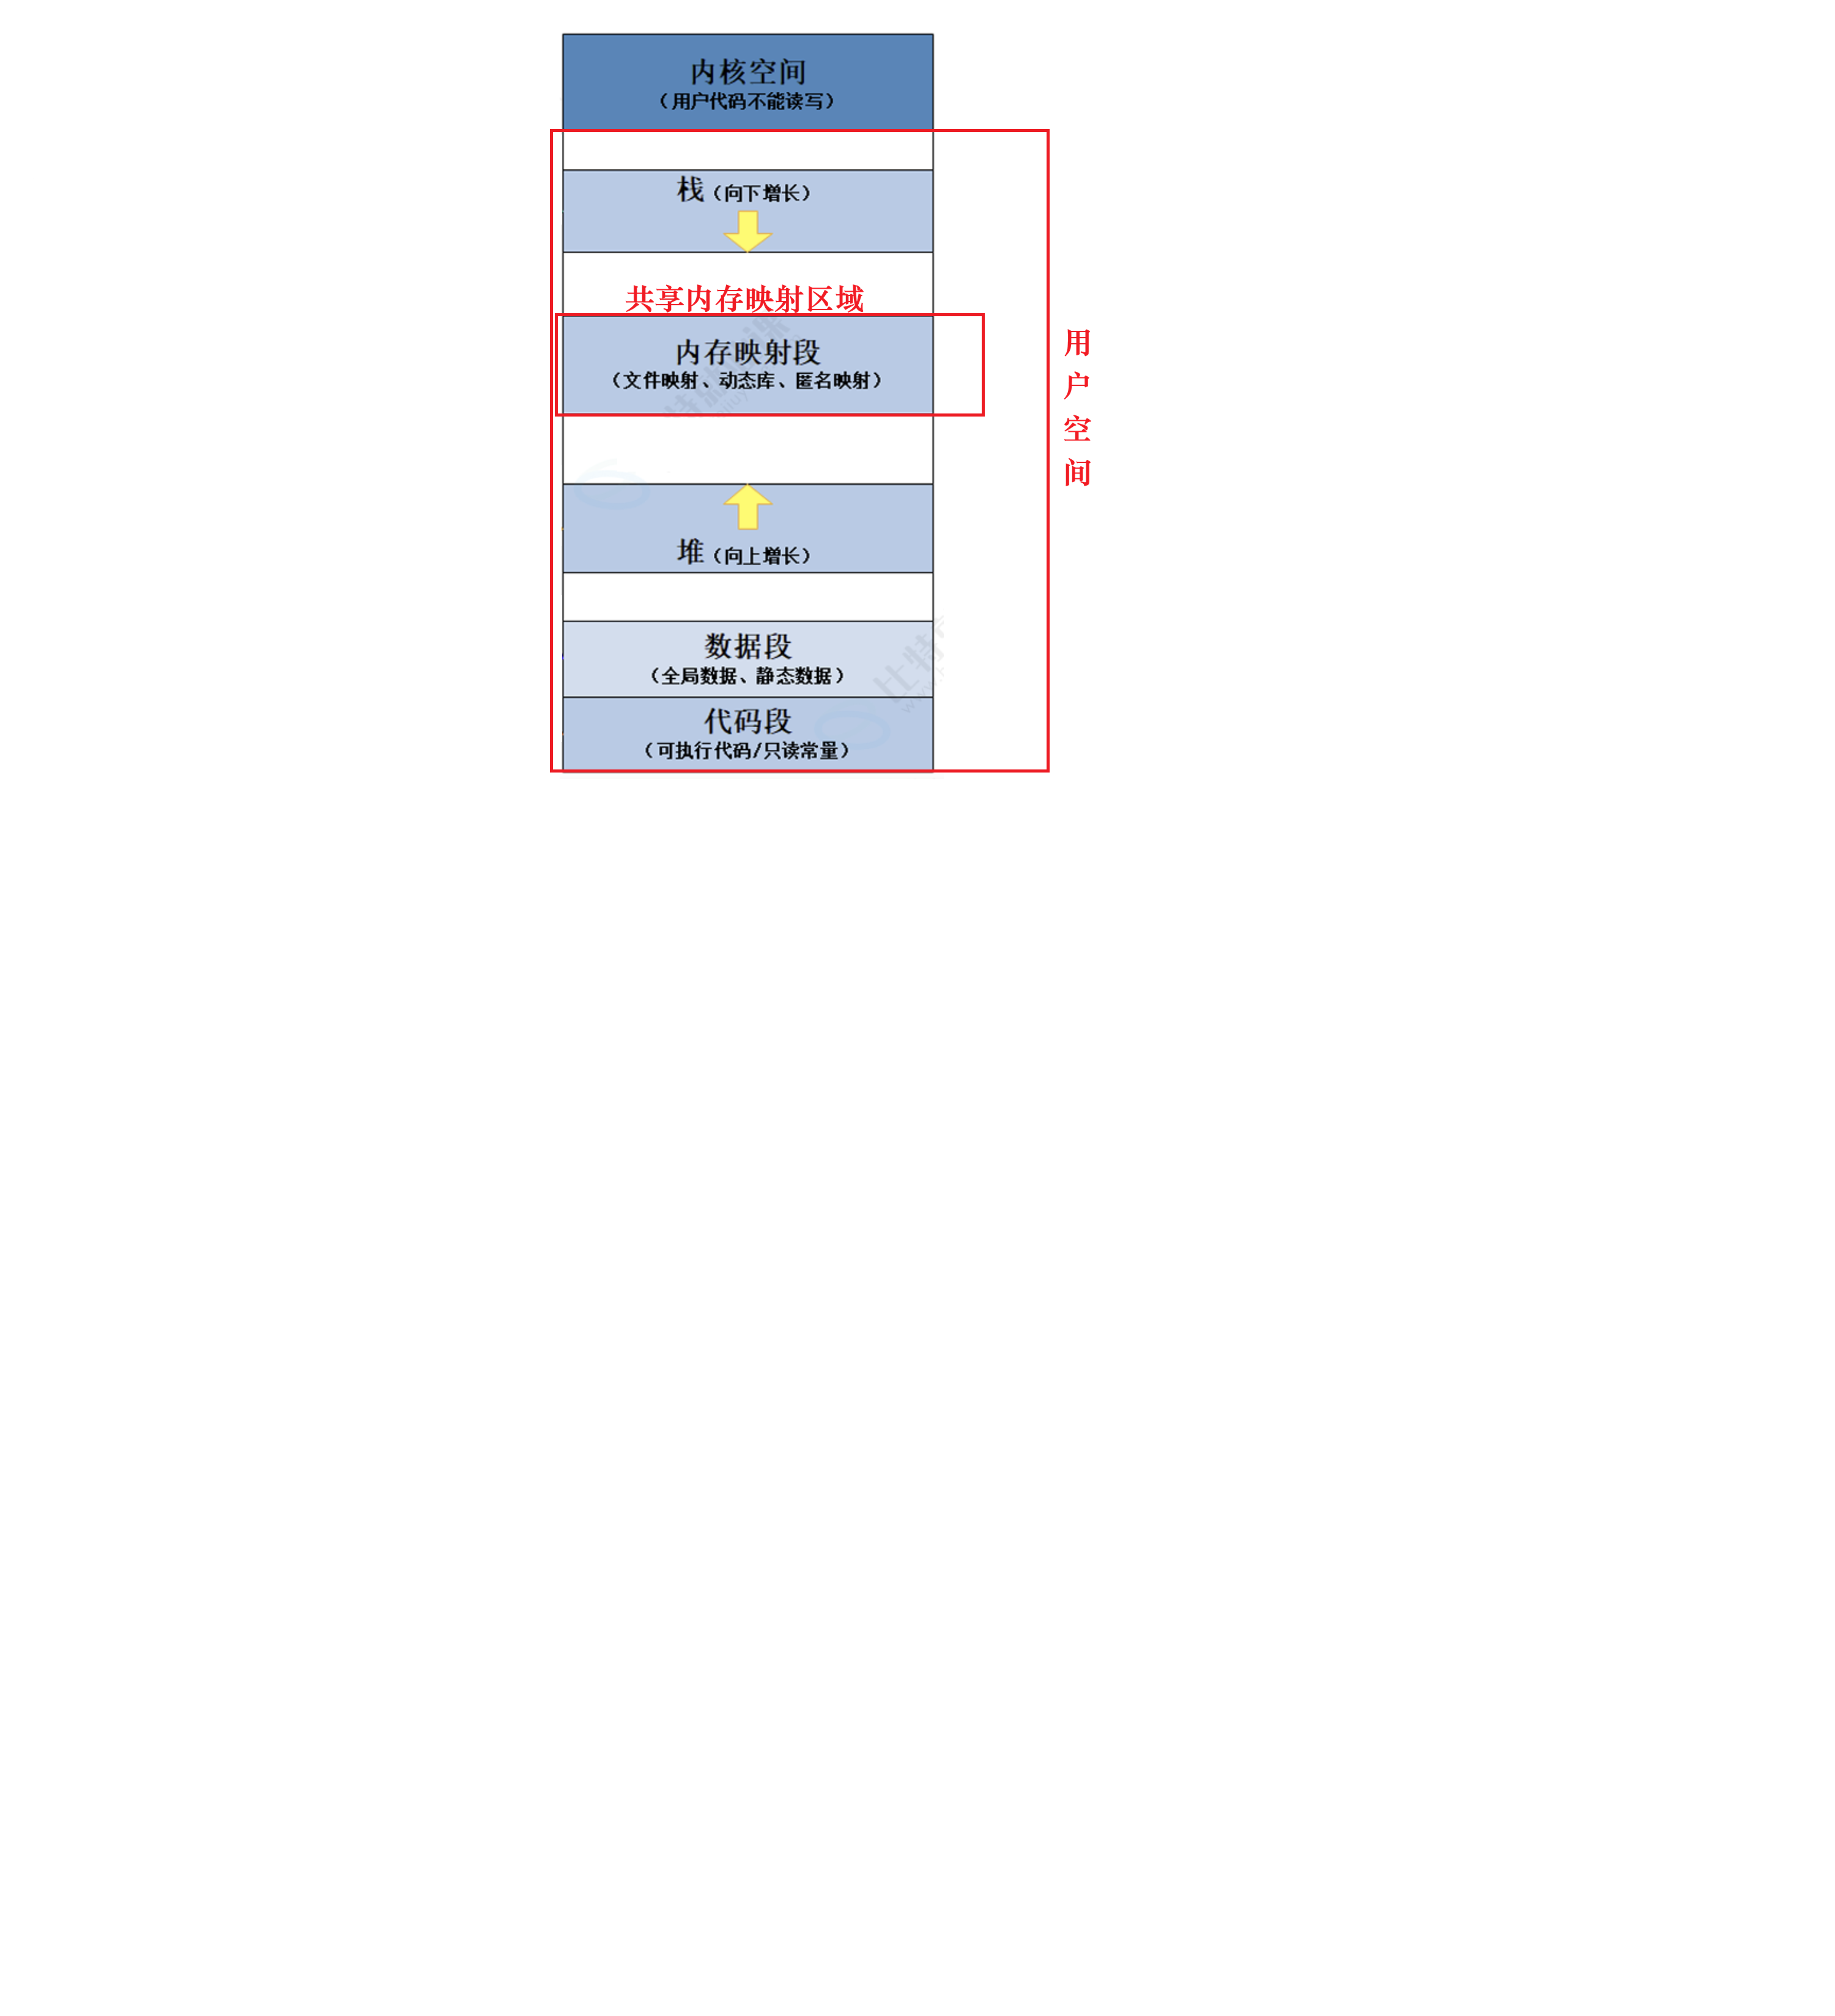 内核空间
（用户代码不能读写）
栈（向下增长）
共享内存映射区域
内存映射段
（文件映射、动态库、匿名映射）
用
户
空
间
堆（向上增长）
数据段
（全局数据、静态数据）
代码段
（可执行代码/只读常量）
比特